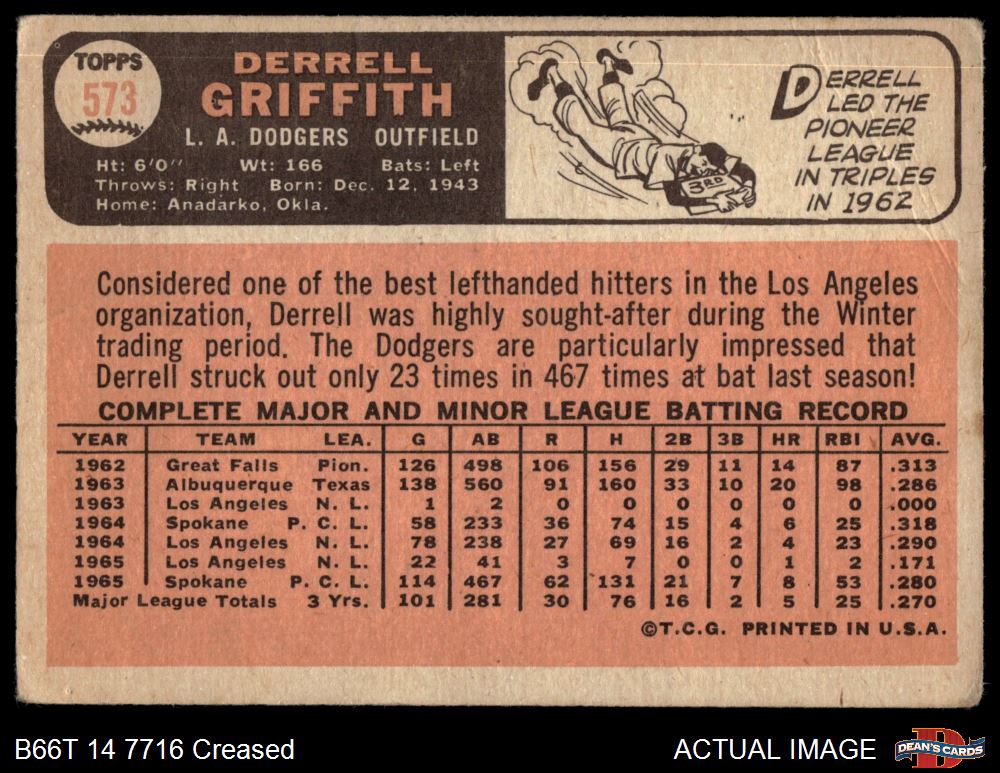 TOPPS
573
DERRELL
GRIFFITH
L. A. DODGERS OUTFIELD
Ht: 6'0" Wt: 166 Bats: Left
Throws: Right Born: Dec. 12, 1943
Home: Anadarko, Okla.
3RD
DERRELL
LED THE
PIONEER
LEAGUE
IN TRIPLES
IN 1962
Considered one of the best lefthanded hitters in the Los Angeles
organization, Derrell was highly sought-after during the Winter
trading period. The Dodgers are particularly impressed that
Derrell struck out only 23 times in 467 times at bat last season!
COMPLETE MAJOR AND MINOR LEAGUE BATTING RECORD
YEAR TEAM LEA. G AB R H 2B 3B HR RBI AVG.
1962 Great Falls Pion. 126 498 106 156 29 11 14 87 .313
1963 Albuquerque Texas 138 560 91 160 33 10 20 98 .286
1963 Los Angeles N. L. 1 2 0 0 0 0 0 0 .000
1964 Spokane P. C. L. 58 233 36 74 15 4 6 25 .318
1964 Los Angeles N. L. 78 238 27 69 16 2 4 23 .290
1965 Los Angeles N. L. 22 41 3 7 0 0 1 2 .171
1965 Spokane P. C. L. 114 467 62 131 21 7 8 53 .280
Major League Totals 3 Yrs. 101 281 30 76 16 2 5 25 .270
©T.C.G. PRINTED IN U.S.A.
B66T 14 7716 Creased
ACTUAL IMAGE
DEAN'S CARDS